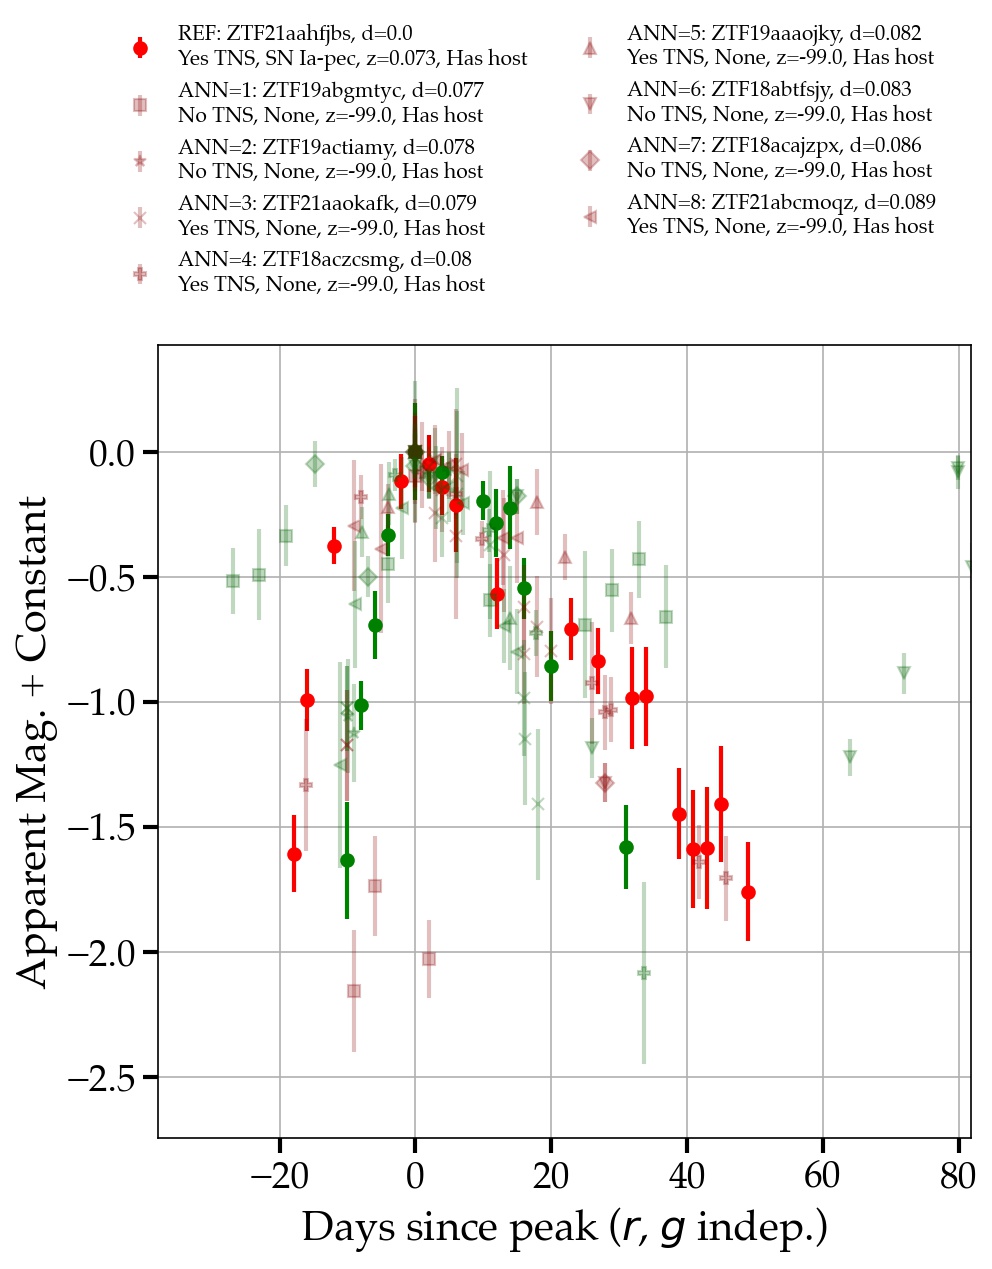 REF: ZTF21aahfjbs, d=0.0
Yes TNS, SN Ia-pec, z=0.073, Has host
ANN=1: ZTF19abgmtyc, d=0.077
No TNS, None, z=-99.0, Has host
ANN=2: ZTF19actiamy, d=0.078
No TNS, None, z=-99.0, Has host
ANN=3: ZTF21aaokafk, d=0.079
Yes TNS, None, z=-99.0, Has host
ANN=4: ZTF18aczcsmg, d=0.08
Yes TNS, None, z=-99.0, Has host
ANN=5: ZTF19aaaojky, d=0.082
Yes TNS, None, z=-99.0, Has host
ANN=6: ZTF18abtfsjy, d=0.083
No TNS, None, z=-99.0, Has host
ANN=7: ZTF18acajzpx, d=0.086
No TNS, None, z=-99.0, Has host
ANN=8: ZTF21abcmoqz, d=0.089
Yes TNS, None, z=-99.0, Has host
Apparent Mag. + Constant
0.0
−0.5
−1.0
−1.5
−2.0
−2.5
−20 0 20 40 60 80
Days since peak (r, g indep.)